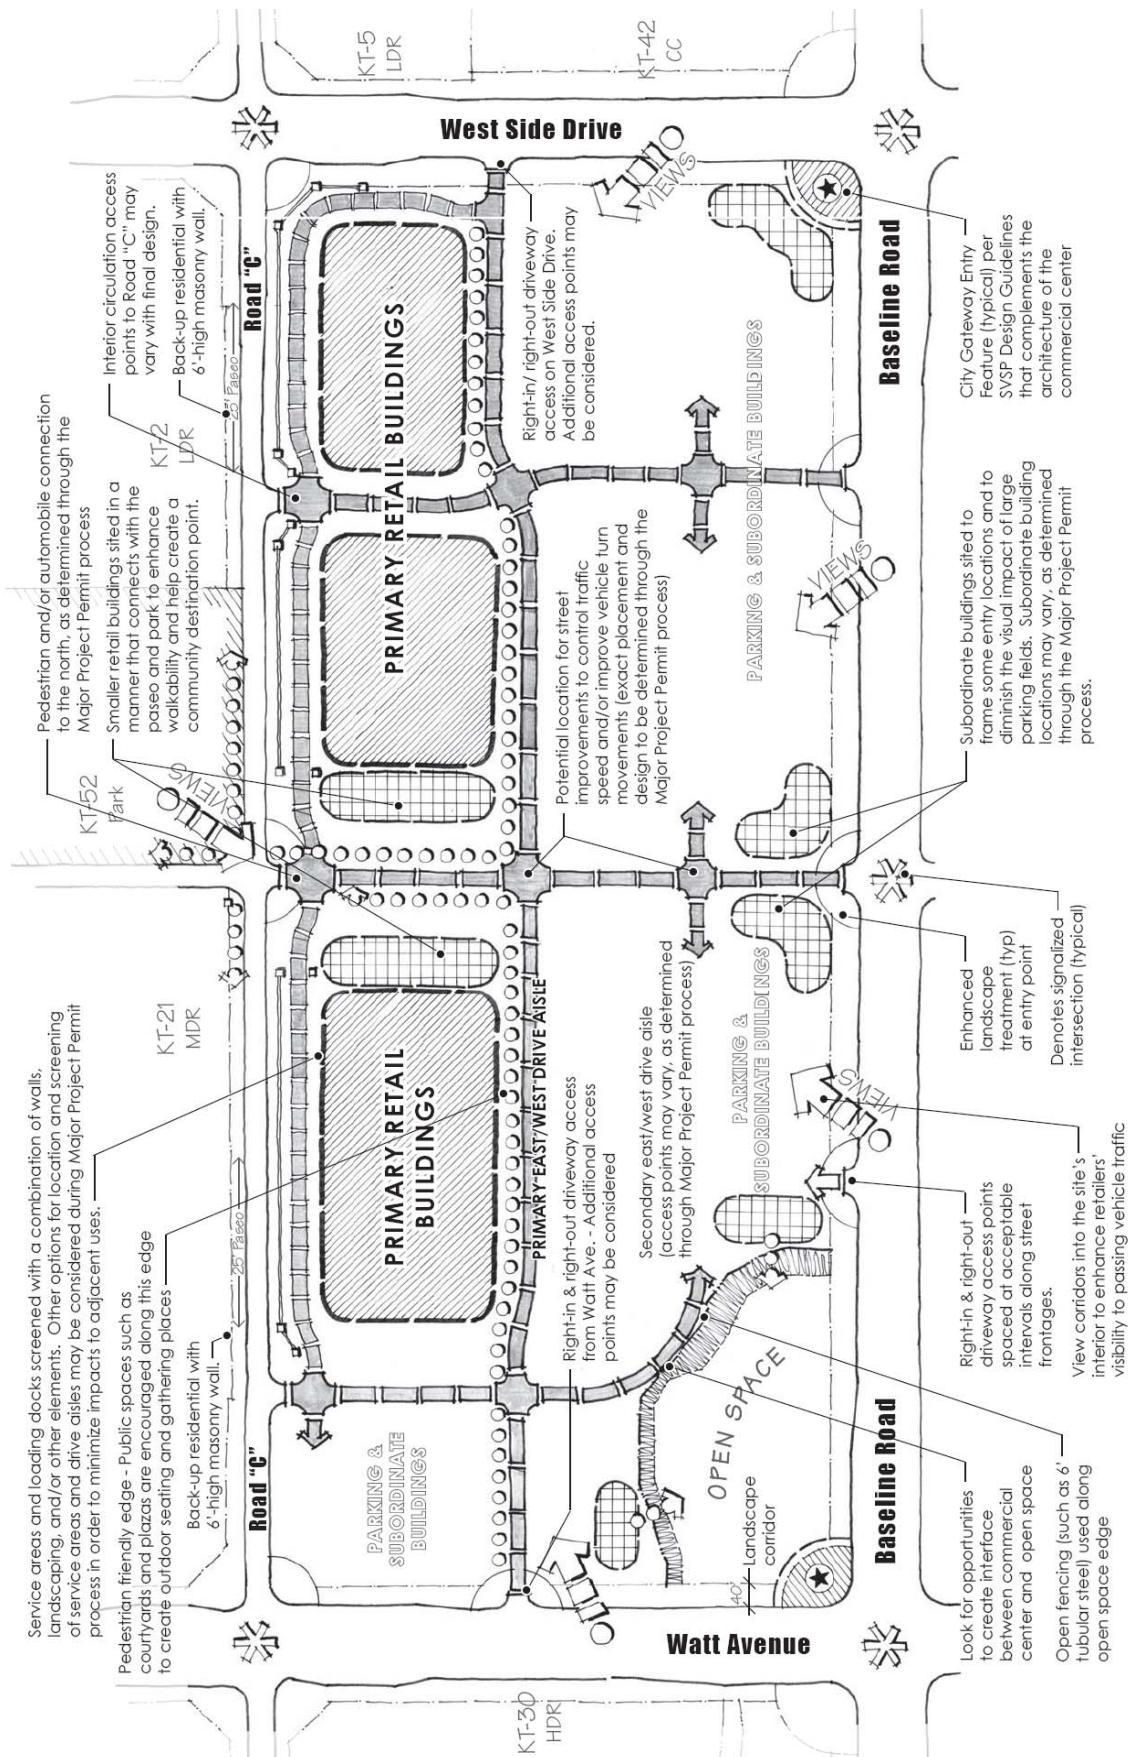 Service areas and loading docks screened with a combination of walls,
landscaping, and/or other elements. Other options for location and screening
of service areas and drive aisles may be considered during Major Project Permit
process in order to minimize impacts to adjacent uses.
Pedestrian friendly edge - Public spaces such as
courtyards and plazas are encouraged along this edge
to create outdoor seating and gathering places
Back-up residential with
6'-high masonry wall.
Pedestrian and/or automobile connection
to the north, as determined through the
Major Project Permit process
Smaller retail buildings sited in a
manner that connects with the
paseo and park to enhance
walkability and help create a
community destination point.
Interior circulation access
points to Road "C" may
vary with final design.
Back-up residential with
6'-high masonry wall.
KT-21
MDR
KT-52
Park
KT-2
LDR
KT-5
LDR
KT-42
CC
KT-30
HDR
25' Paseo
25' Paseo
VIEWS
Road "C"
Road "C"
PRIMARY RETAIL
BUILDINGS
PRIMARY RETAIL BUILDINGS
PARKING &
SUBORDINATE
BUILDINGS
PRIMARY EAST/WEST DRIVE AISLE
Right-in & right-out driveway access
from Watt Ave. - Additional access
points may be considered
Secondary east/west drive aisle
(access points may vary, as determined
through Major Project Permit process)
Potential location for street
improvements to control traffic
speed and/or improve vehicle turn
movements (exact placement and
design to be determined through the
Major Project Permit process)
Right-in/ right-out driveway
access on West Side Drive.
Additional access points may
be considered.
West Side Drive
Watt Avenue
VIEWS
VIEWS
VIEWS
PARKING &
SUBORDINATE BUILDINGS
PARKING & SUBORDINATE BUILDINGS
OPEN SPACE
40'
Landscape
corridor
Baseline Road
Baseline Road
Look for opportunities
to create interface
between commercial
center and open space
Open fencing (such as 6'
tubular steel) used along
open space edge
Right-in & right-out
driveway access points
spaced at acceptable
intervals along street
frontages.
View corridors into the site's
interior to enhance retailers'
visibility to passing vehicle traffic
Enhanced
landscape
treatment (typ)
at entry point
Denotes signalized
intersection (typical)
Subordinate buildings sited to
frame some entry locations and to
diminish the visual impact of large
parking fields. Subordinate building
locations may vary, as determined
through the Major Project Permit
process.
City Gateway Entry
Feature (typical) per
SVSP Design Guidelines
that complements the
architecture of the
commercial center